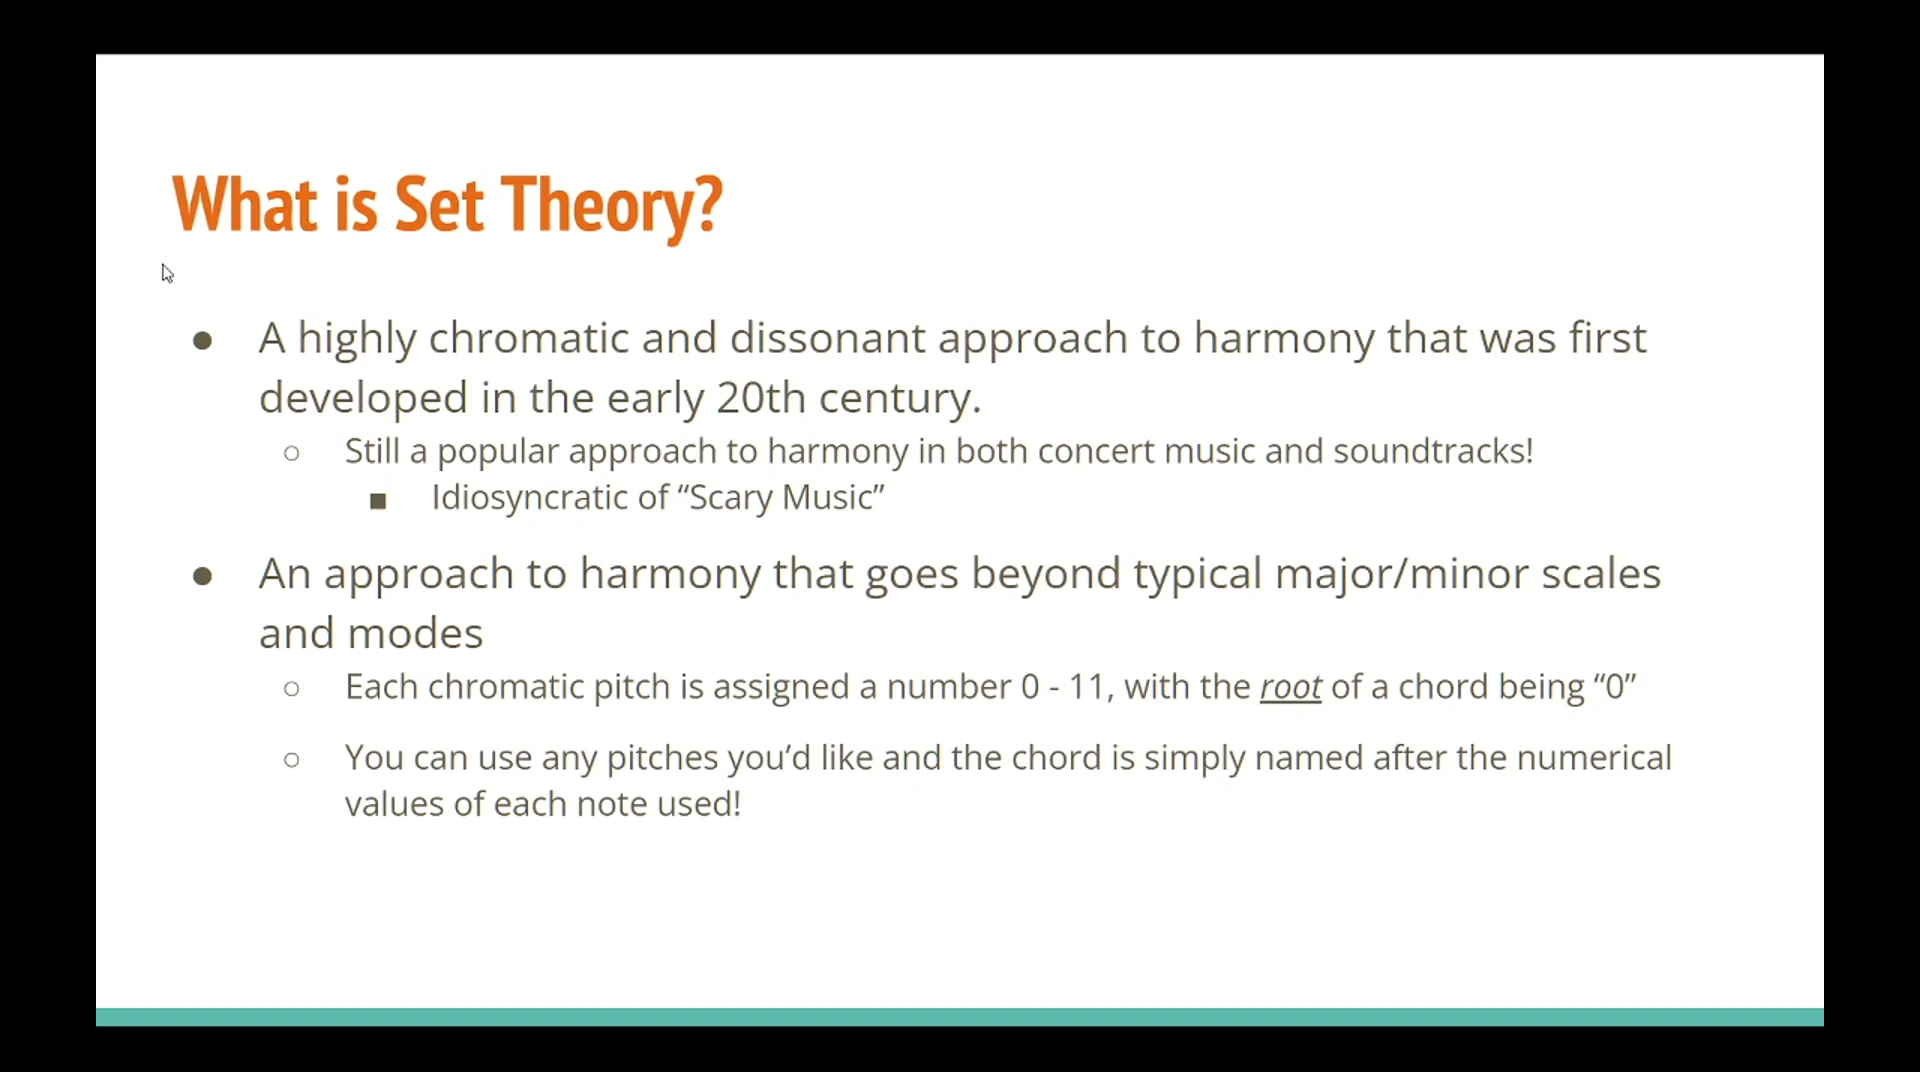 What is Set Theory?
● A highly chromatic and dissonant approach to harmony that was first
developed in the early 20th century.
○ Still a popular approach to harmony in both concert music and soundtracks!
■ Idiosyncratic of “Scary Music”
● An approach to harmony that goes beyond typical major/minor scales
and modes
○ Each chromatic pitch is assigned a number 0 - 11, with the root of a chord being “0”
○ You can use any pitches you’d like and the chord is simply named after the numerical
values of each note used!